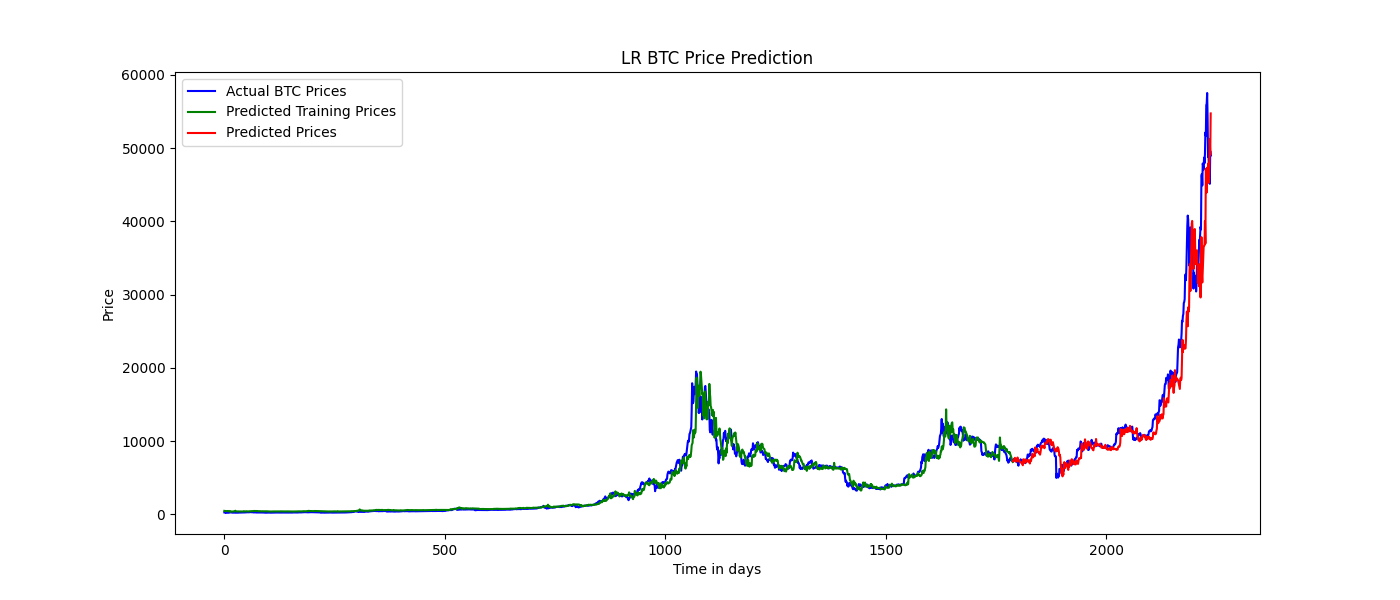 LR BTC Price Prediction
Actual BTC Prices
Predicted Training Prices
Predicted Prices
60000
50000
40000
30000
20000
10000
0
Price
0 500 1000 1500 2000
Time in days